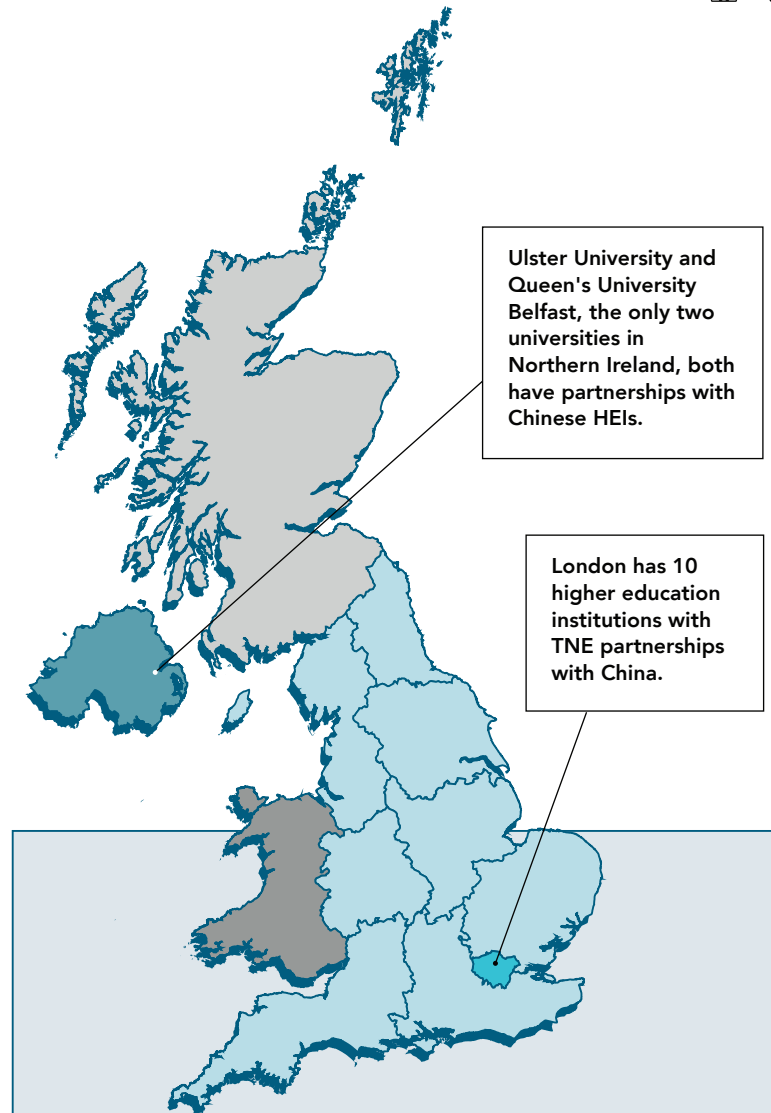 Ulster University and
Queen's University
Belfast, the only two
universities in
Northern Ireland, both
have partnerships with
Chinese HEIs.
London has 10
higher education
institutions with
TNE partnerships
with China.